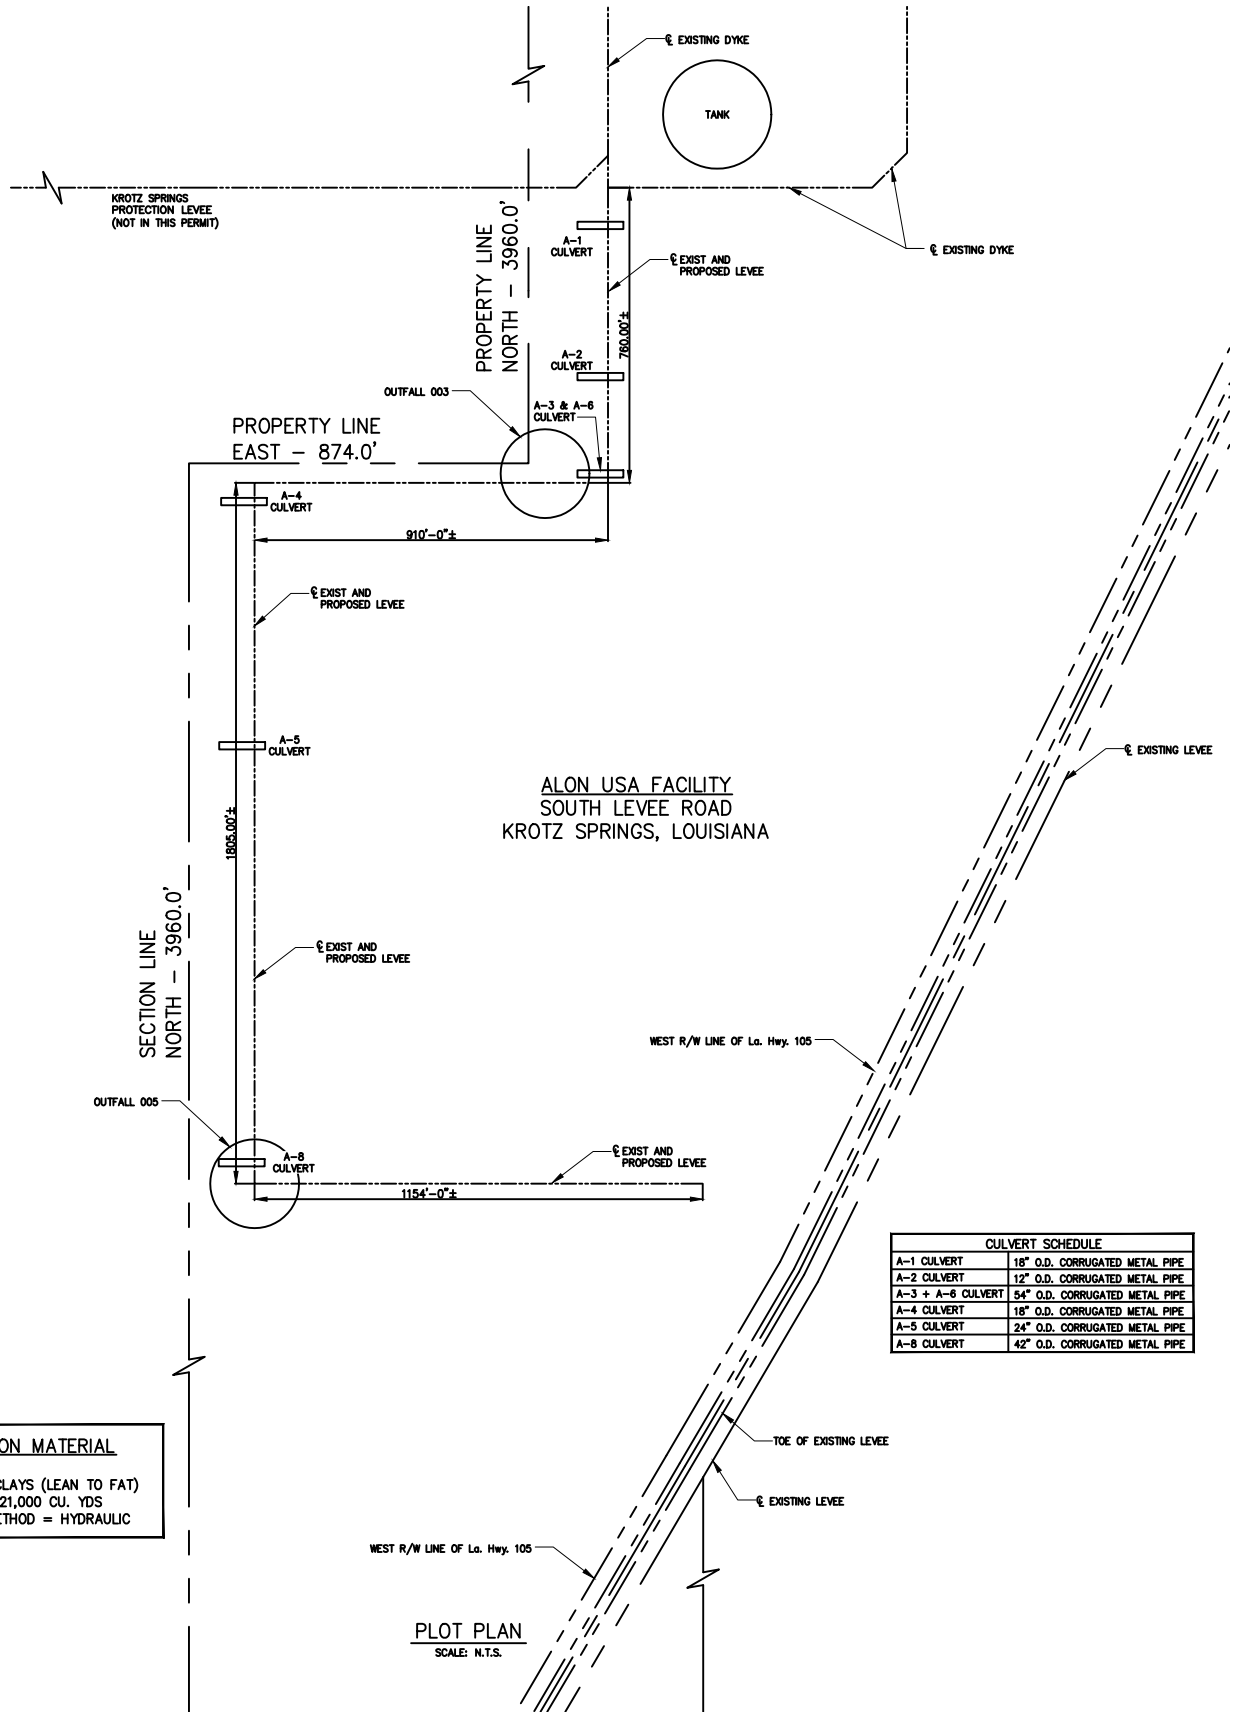 ℄ EXISTING DYKE
TANK
KROTZ SPRINGS
PROTECTION LEVEE
(NOT IN THIS PERMIT)
PROPERTY LINE
NORTH - 3960.0'
A-1
CULVERT
℄ EXISTING DYKE
℄ EXIST AND
PROPOSED LEVEE
760.00'±
A-2
CULVERT
OUTFALL 003
A-3 & A-6
CULVERT
PROPERTY LINE
EAST - 874.0'
A-4
CULVERT
910'-0"±
℄ EXIST AND
PROPOSED LEVEE
A-5
CULVERT
℄ EXISTING LEVEE
ALON USA FACILITY
SOUTH LEVEE ROAD
KROTZ SPRINGS, LOUISIANA
1805.00'±
SECTION LINE
NORTH - 3960.0'
℄ EXIST AND
PROPOSED LEVEE
WEST R/W LINE OF La. Hwy. 105
OUTFALL 005
A-8
CULVERT
℄ EXIST AND
PROPOSED LEVEE
1154'-0"±
CULVERT SCHEDULE
A-1 CULVERT 18" O.D. CORRUGATED METAL PIPE
A-2 CULVERT 12" O.D. CORRUGATED METAL PIPE
A-3 + A-6 CULVERT 54" O.D. CORRUGATED METAL PIPE
A-4 CULVERT 18" O.D. CORRUGATED METAL PIPE
A-5 CULVERT 24" O.D. CORRUGATED METAL PIPE
A-8 CULVERT 42" O.D. CORRUGATED METAL PIPE
ON MATERIAL
CLAYS (LEAN TO FAT)
21,000 CU. YDS
ETHOD = HYDRAULIC
TOE OF EXISTING LEVEE
℄ EXISTING LEVEE
WEST R/W LINE OF La. Hwy. 105
PLOT PLAN
SCALE: N.T.S.